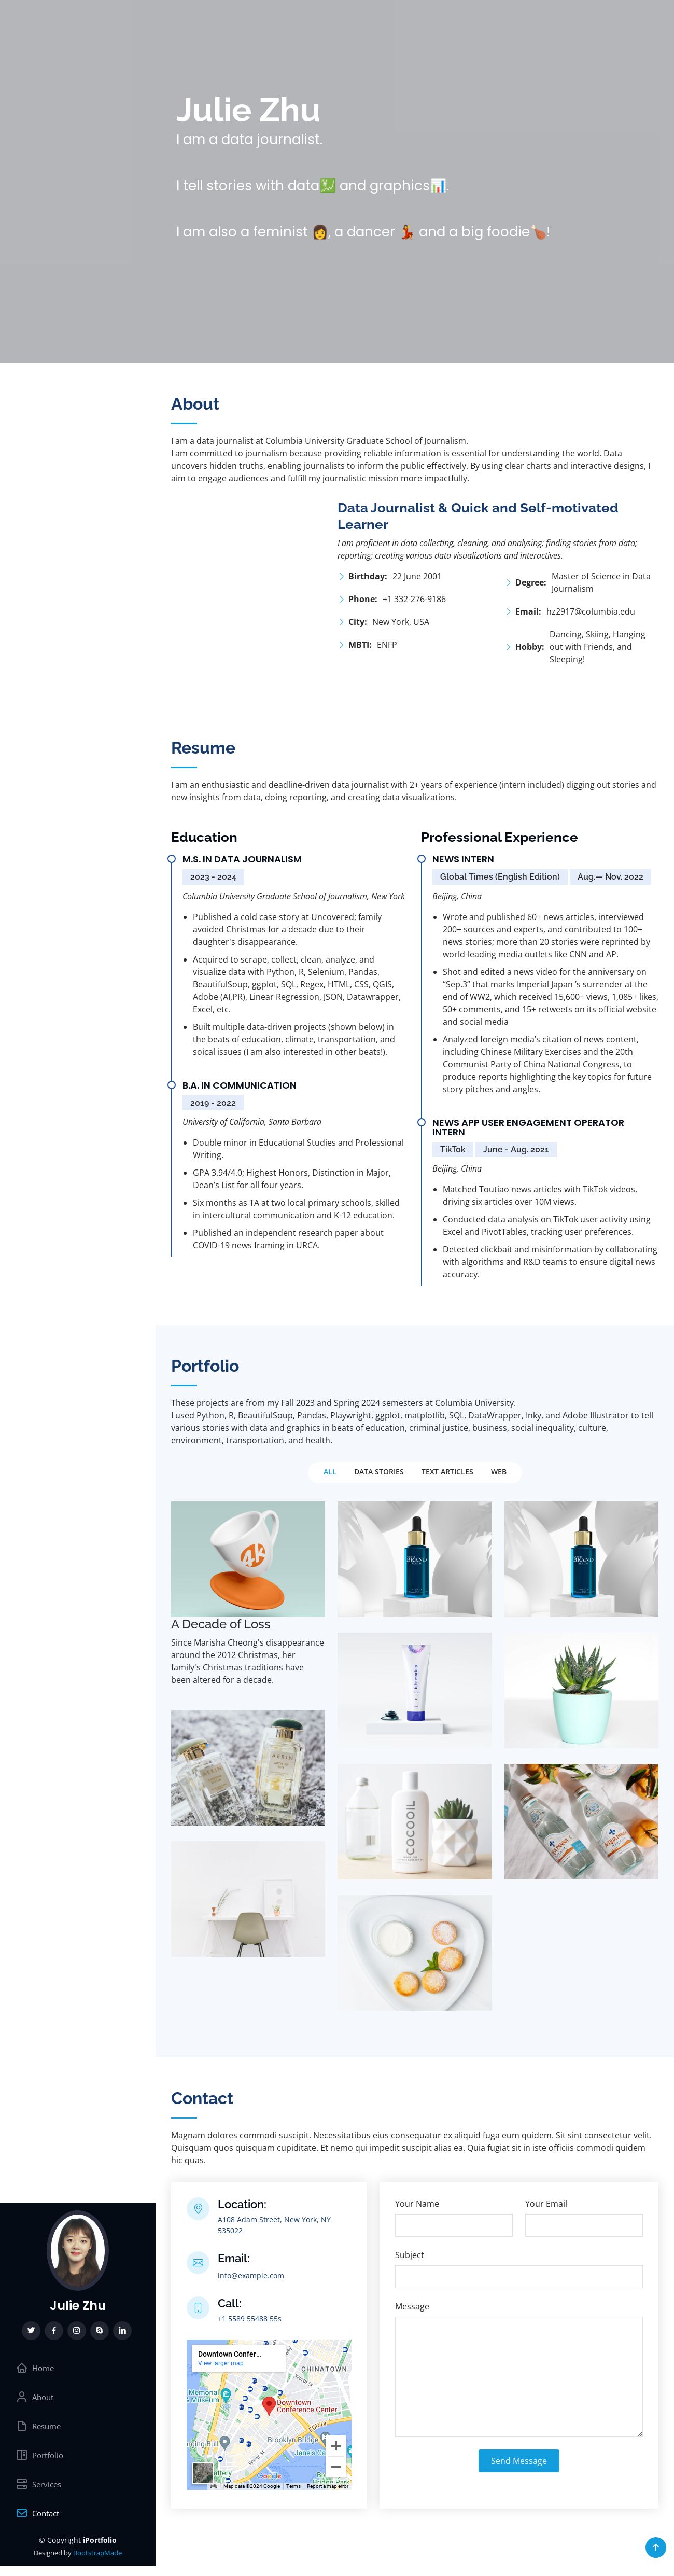 Julie Zhu
I am a data journalist.
I tell stories with data💹 and graphics📊.
I am also a feminist 👩, a dancer 💃 and a big foodie🍗!
About
I am a data journalist at Columbia University Graduate School of Journalism.
I am committed to journalism because providing reliable information is essential for understanding the world. Data
uncovers hidden truths, enabling journalists to inform the public effectively. By using clear charts and interactive designs, I
aim to engage audiences and fulfill my journalistic mission more impactfully.
Data Journalist & Quick and Self-motivated
Learner
I am proficient in data collecting, cleaning, and analysing; finding stories from data;
reporting; creating various data visualizations and interactives.
Birthday: 22 June 2001
Phone: +1 332-276-9186
City: New York, USA
MBTI: ENFP
Degree: Master of Science in Data
Journalism
Email: hz2917@columbia.edu
Hobby: Dancing, Skiing, Hanging
out with Friends, and
Sleeping!
Resume
I am an enthusiastic and deadline-driven data journalist with 2+ years of experience (intern included) digging out stories and
new insights from data, doing reporting, and creating data visualizations.
Education
M.S. IN DATA JOURNALISM
2023 - 2024
Columbia University Graduate School of Journalism, New York
Published a cold case story at Uncovered; family
avoided Christmas for a decade due to their
daughter's disappearance.
Acquired to scrape, collect, clean, analyze, and
visualize data with Python, R, Selenium, Pandas,
BeautifulSoup, ggplot, SQL, Regex, HTML, CSS, QGIS,
Adobe (AI,PR), Linear Regression, JSON, Datawrapper,
Excel, etc.
Built multiple data-driven projects (shown below) in
the beats of education, climate, transportation, and
soical issues (I am also interested in other beats!).
B.A. IN COMMUNICATION
2019 - 2022
University of California, Santa Barbara
Double minor in Educational Studies and Professional
Writing.
GPA 3.94/4.0; Highest Honors, Distinction in Major,
Dean's List for all four years.
Six months as TA at two local primary schools, skilled
in intercultural communication and K-12 education.
Published an independent research paper about
COVID-19 news framing in URCA.
Professional Experience
NEWS INTERN
Global Times (English Edition) Aug.— Nov. 2022
Beijing, China
Wrote and published 60+ news articles, interviewed
200+ sources and experts, and contributed to 100+
news stories; more than 20 stories were reprinted by
world-leading media outlets like CNN and AP.
Shot and edited a news video for the anniversary on
“Sep.3” that marks Imperial Japan 's surrender at the
end of WW2, which received 15,600+ views, 1,085+ likes,
50+ comments, and 15+ retweets on its official website
and social media
Analyzed foreign media's citation of news content,
including Chinese Military Exercises and the 20th
Communist Party of China National Congress, to
produce reports highlighting the key topics for future
story pitches and angles.
NEWS APP USER ENGAGEMENT OPERATOR
INTERN
TikTok June - Aug. 2021
Beijing, China
Matched Toutiao news articles with TikTok videos,
driving six articles over 10M views.
Conducted data analysis on TikTok user activity using
Excel and PivotTables, tracking user preferences.
Detected clickbait and misinformation by collaborating
with algorithms and R&D teams to ensure digital news
accuracy.
Portfolio
These projects are from my Fall 2023 and Spring 2024 semesters at Columbia University.
I used Python, R, BeautifulSoup, Pandas, Playwright, ggplot, matplotlib, SQL, DataWrapper, Inky, and Adobe Illustrator to tell
various stories with data and graphics in beats of education, criminal justice, business, social inequality, culture,
environment, transportation, and health.
ALL DATA STORIES TEXT ARTICLES WEB
BRAND
BRAND
A Decade of Loss
Since Marisha Cheong's disappearance
around the 2012 Christmas, her
family's Christmas traditions have
been altered for a decade.
AERIN
COCOOIL
Contact
Magnam dolores commodi suscipit. Necessitatibus eius consequatur ex aliquid fuga eum quidem. Sit sint consectetur velit.
Quisquam quos quisquam cupiditate. Et nemo qui impedit suscipit alias ea. Quia fugiat sit in iste officiis commodi quidem
hic quas.
Location:
A108 Adam Street, New York, NY
535022
Email:
info@example.com
Call:
+1 5589 55488 55s
Downtown Confer...
View larger map
CHINATOWN
Memorial
& Museum
Downtown
Conference Center
FDR Dr
Brooklyn Bridge
Water St
Jane's Ca
Google
Map data ©2024 Google Terms Report a map error
Your Name
Your Email
Subject
Message
Send Message
Julie Zhu
Home
About
Resume
Portfolio
Services
Contact
© Copyright iPortfolio
Designed by BootstrapMade